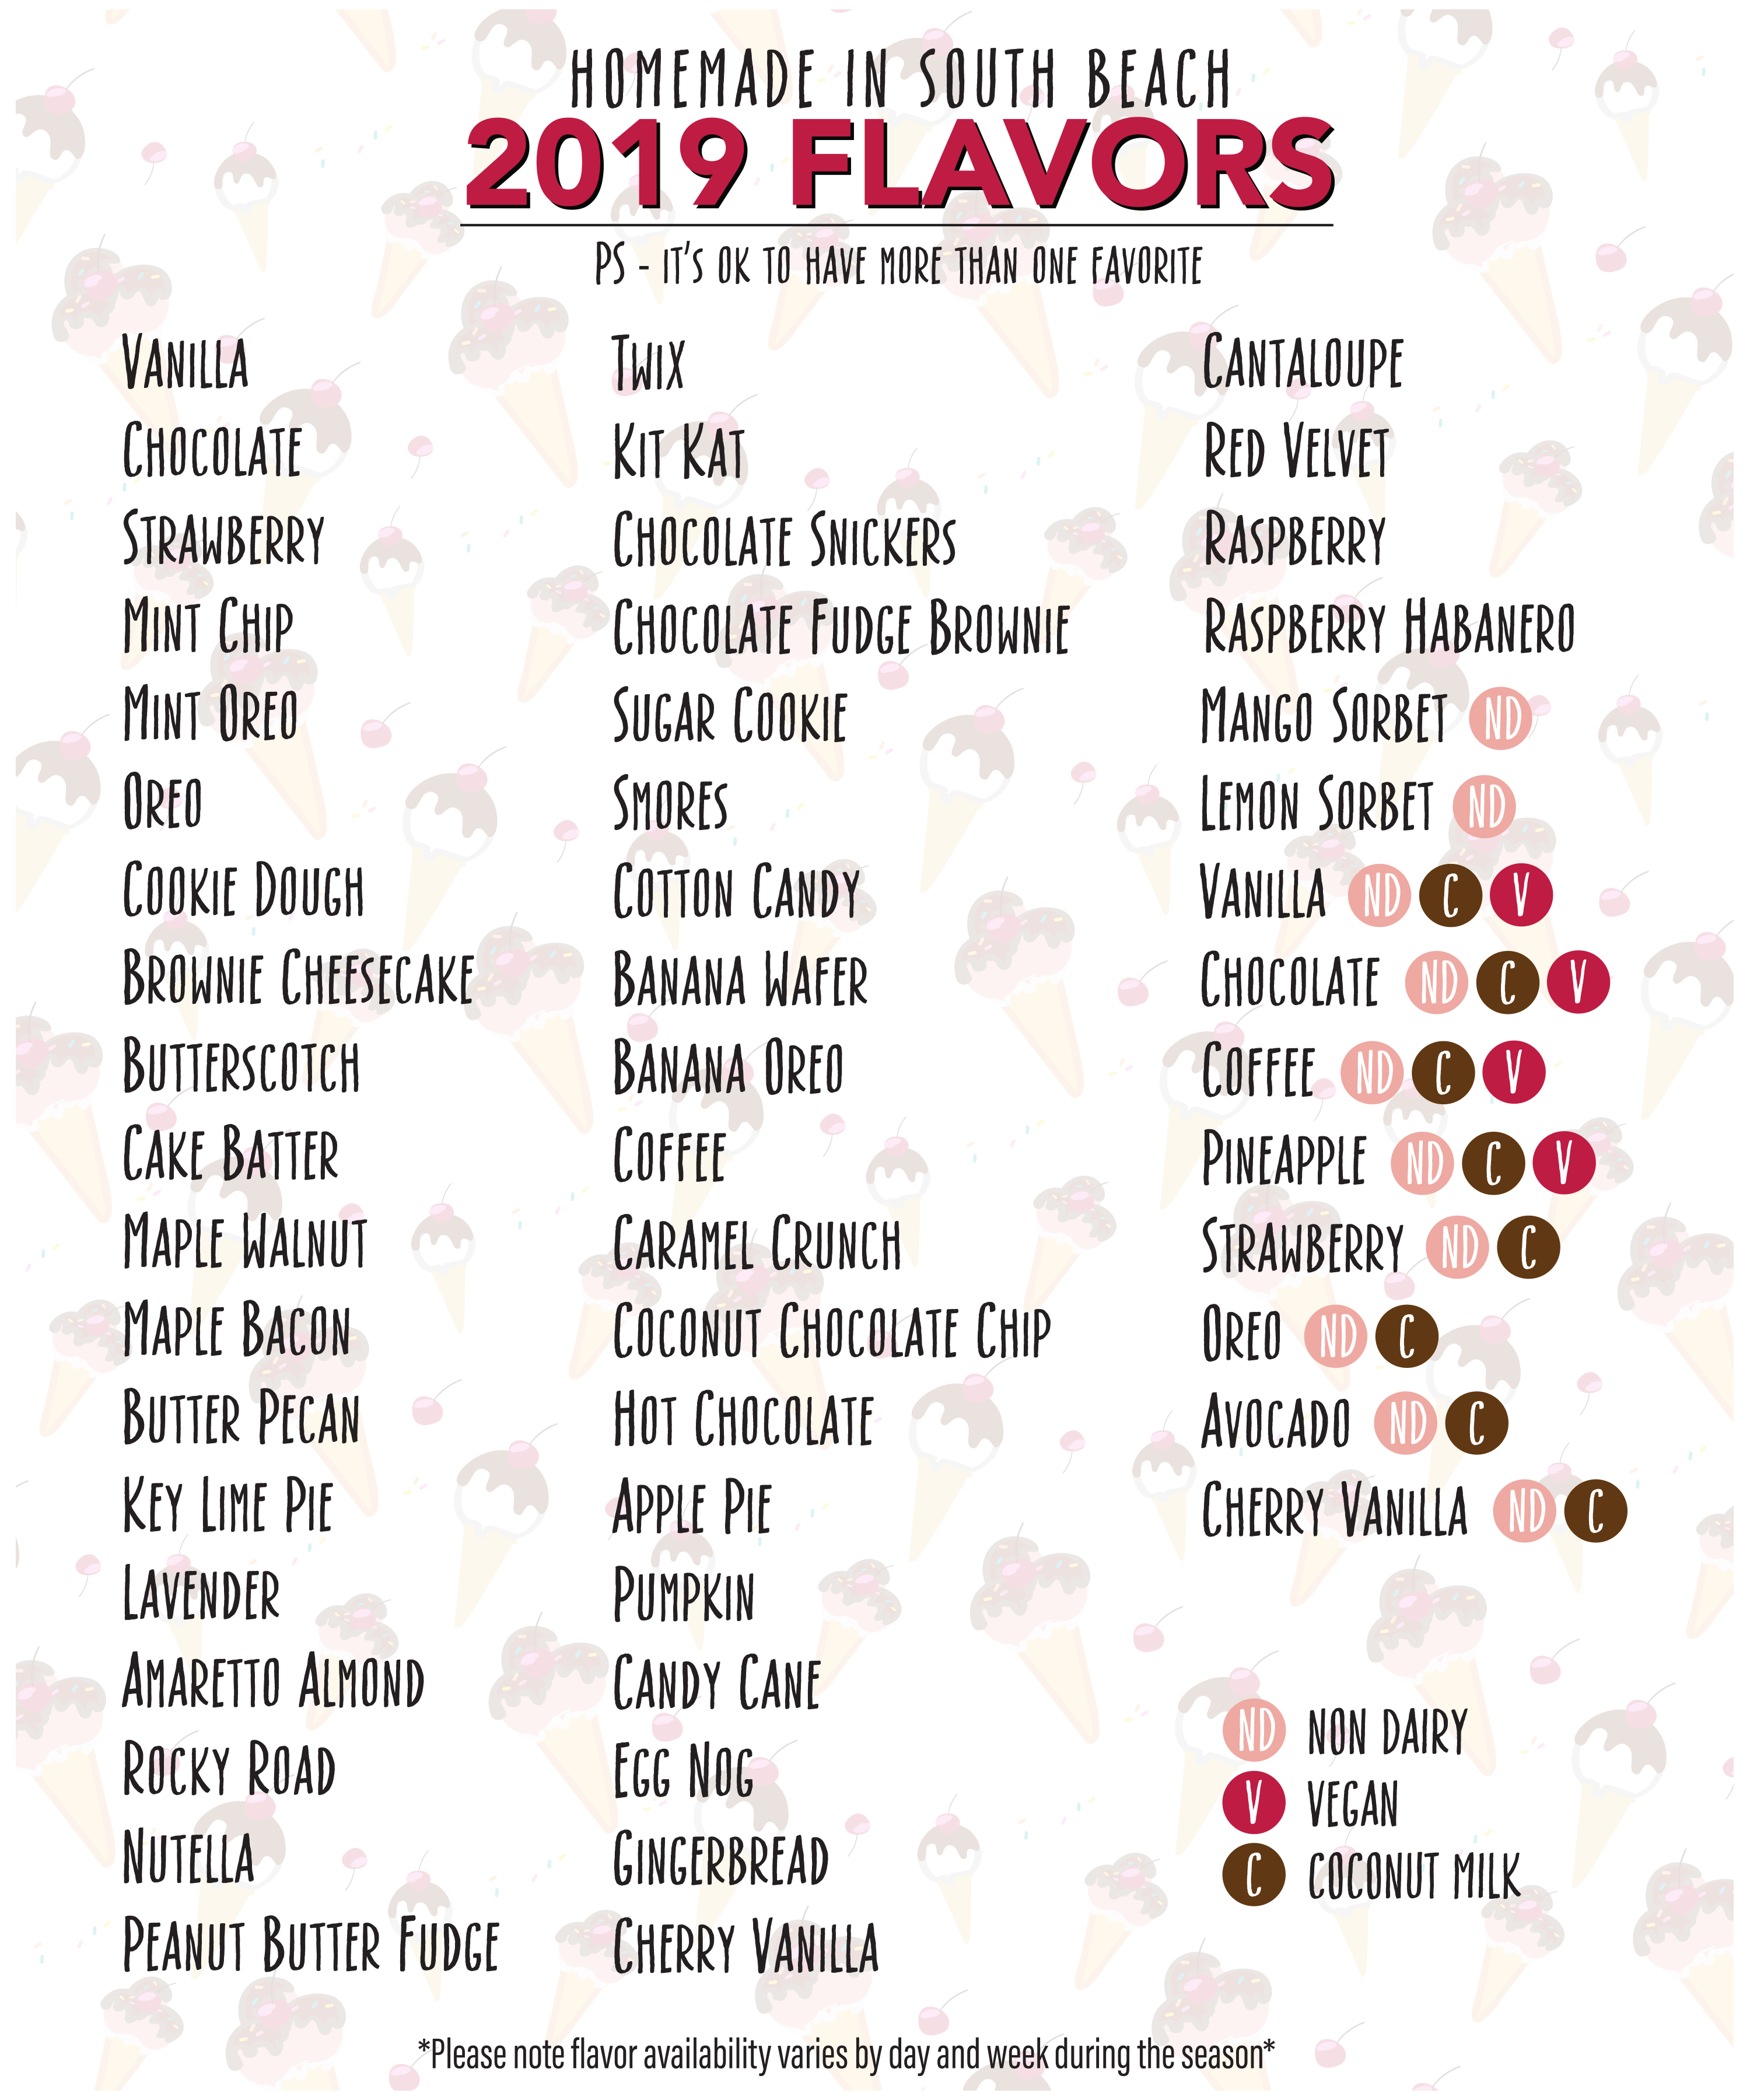 HOMEMADE IN SOUTH BEACH
2019 FLAVORS
PS - IT'S OK TO HAVE MORE THAN ONE FAVORITE
VANILLA
CHOCOLATE
STRAWBERRY
MINT CHIP
MINT OREO
OREO
COOKIE DOUGH
BROWNIE CHEESECAKE
BUTTERSCOTCH
CAKE BATTER
MAPLE WALNUT
MAPLE BACON
BUTTER PECAN
KEY LIME PIE
LAVENDER
AMARETTO ALMOND
ROCKY ROAD
NUTELLA
PEANUT BUTTER FUDGE
TWIX
KIT KAT
CHOCOLATE SNICKERS
CHOCOLATE FUDGE BROWNIE
SUGAR COOKIE
SMORES
COTTON CANDY
BANANA WAFER
BANANA OREO
COFFEE
CARAMEL CRUNCH
COCONUT CHOCOLATE CHIP
HOT CHOCOLATE
APPLE PIE
PUMPKIN
CANDY CANE
EGG NOG
GINGERBREAD
CHERRY VANILLA
CANTALOUPE
RED VELVET
RASPBERRY
RASPBERRY HABANERO
MANGO SORBET ND
LEMON SORBET ND
VANILLA ND C V
CHOCOLATE ND C V
COFFEE ND C V
PINEAPPLE ND C V
STRAWBERRY ND C
OREO ND C
AVOCADO ND C
CHERRY VANILLA ND C
ND NON DAIRY
V VEGAN
C COCONUT MILK
*Please note flavor availability varies by day and week during the season*